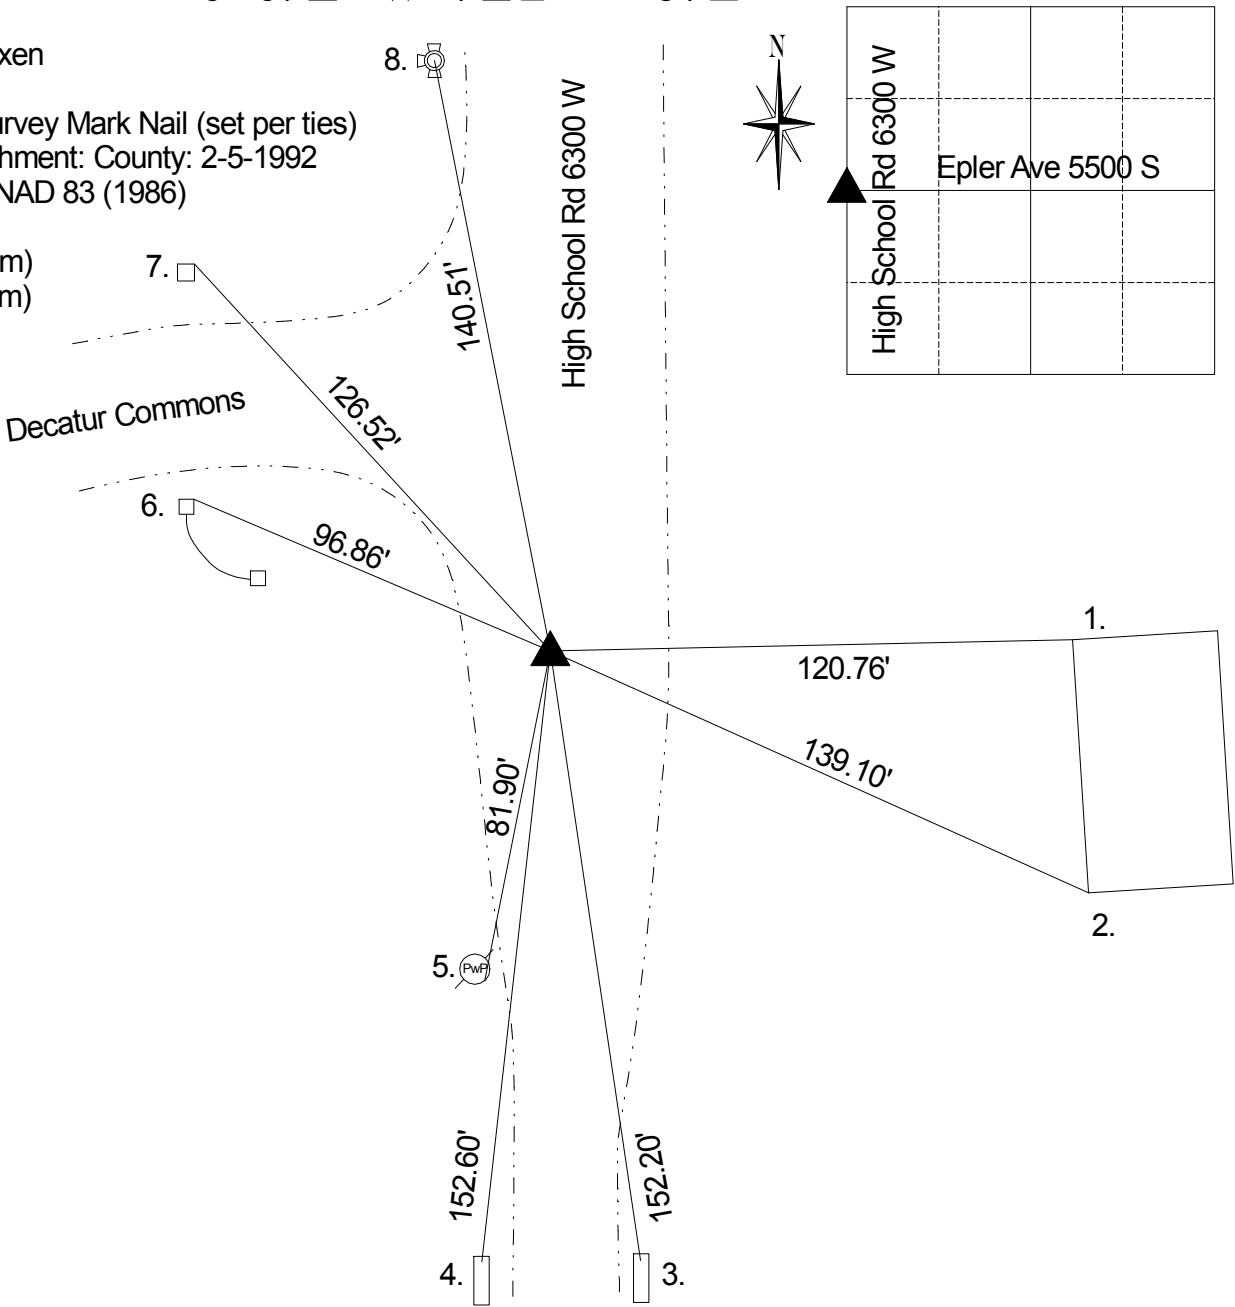 xen
urvey Mark Nail (set per ties)
hment: County: 2-5-1992
NAD 83 (1986)
m)
m)
8.
N
High School Rd 6300 W
High School Rd 6300 W
Epler Ave 5500 S
7.
140.51'
126.52'
Decatur Commons
6.
96.86'
1.
120.76'
139.10'
2.
81.90'
5.
PwP
152.60'
152.20'
4.
3.